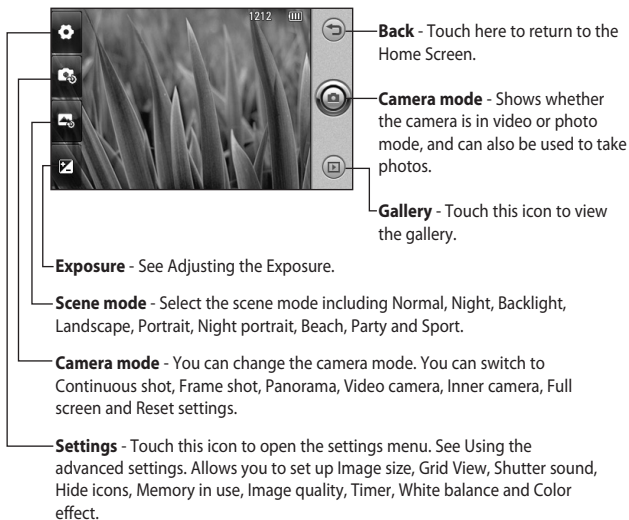 1212
Back - Touch here to return to the
Home Screen.
Camera mode - Shows whether
the camera is in video or photo
mode, and can also be used to take
photos.
Gallery - Touch this icon to view
the gallery.
Exposure - See Adjusting the Exposure.
Scene mode - Select the scene mode including Normal, Night, Backlight,
Landscape, Portrait, Night portrait, Beach, Party and Sport.
Camera mode - You can change the camera mode. You can switch to
Continuous shot, Frame shot, Panorama, Video camera, Inner camera, Full
screen and Reset settings.
Settings - Touch this icon to open the settings menu. See Using the
advanced settings. Allows you to set up Image size, Grid View, Shutter sound,
Hide icons, Memory in use, Image quality, Timer, White balance and Color
effect.